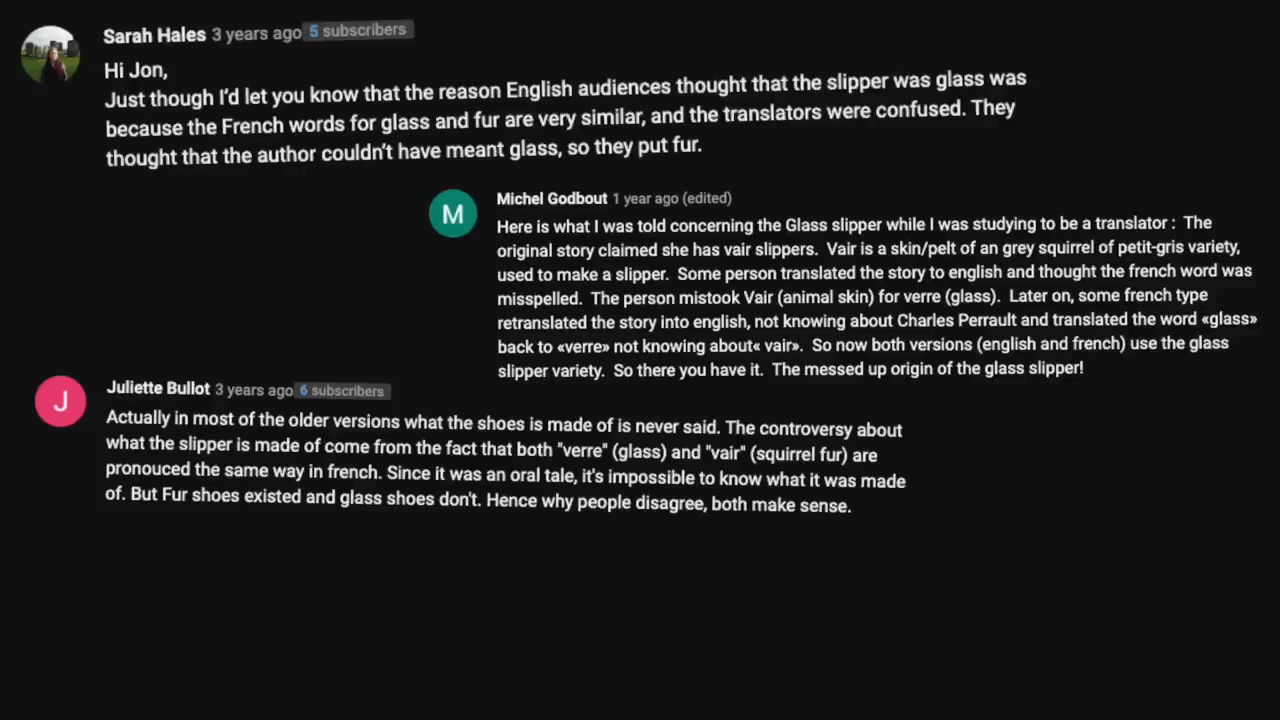 Sarah Hales 3 years ago 5 subscribers
Hi Jon,
Just though I'd let you know that the reason English audiences thought that the slipper was glass was
because the French words for glass and fur are very similar, and the translators were confused. They
thought that the author couldn't have meant glass, so they put fur.
M
Michel Godbout 1 year ago (edited)
Here is what I was told concerning the Glass slipper while I was studying to be a translator : The
original story claimed she has vair slippers. Vair is a skin/pelt of an grey squirrel of petit-gris variety,
used to make a slipper. Some person translated the story to english and thought the french word was
misspelled. The person mistook Vair (animal skin) for verre (glass). Later on, some french type
retranslated the story into english, not knowing about Charles Perrault and translated the word «glass»
back to «verre» not knowing about« vair». So now both versions (english and french) use the glass
slipper variety. So there you have it. The messed up origin of the glass slipper!
J
Juliette Bullot 3 years ago 6 subscribers
Actually in most of the older versions what the shoes is made of is never said. The controversy about
what the slipper is made of come from the fact that both "verre" (glass) and "vair" (squirrel fur) are
pronouced the same way in french. Since it was an oral tale, it's impossible to know what it was made
of. But Fur shoes existed and glass shoes don't. Hence why people disagree, both make sense.